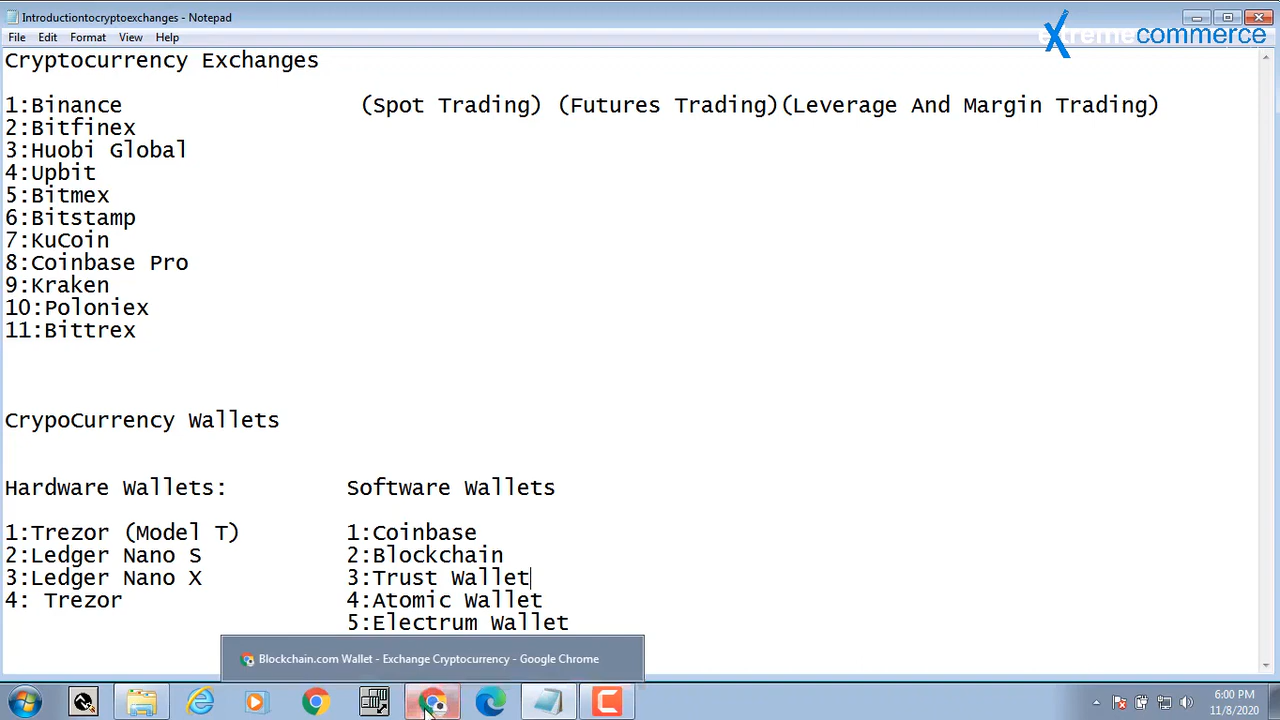 Introductiontocryptoexchanges - Notepad
extremecommerce
File Edit Format View Help
Cryptocurrency Exchanges
1:Binance (Spot Trading) (Futures Trading)(Leverage And Margin Trading)
2:Bitfinex
3:Huobi Global
4:Upbit
5:Bitmex
6:Bitstamp
7:KuCoin
8:Coinbase Pro
9:Kraken
10:Poloniex
11:Bittrex
CrypoCurrency Wallets
Hardware Wallets: Software Wallets
1:Trezor (Model T) 1:Coinbase
2:Ledger Nano S 2:Blockchain
3:Ledger Nano X 3:Trust Wallet
4: Trezor 4:Atomic Wallet
5:Electrum Wallet
Blockchain.com Wallet - Exchange Cryptocurrency - Google Chrome
6:00 PM
11/8/2020